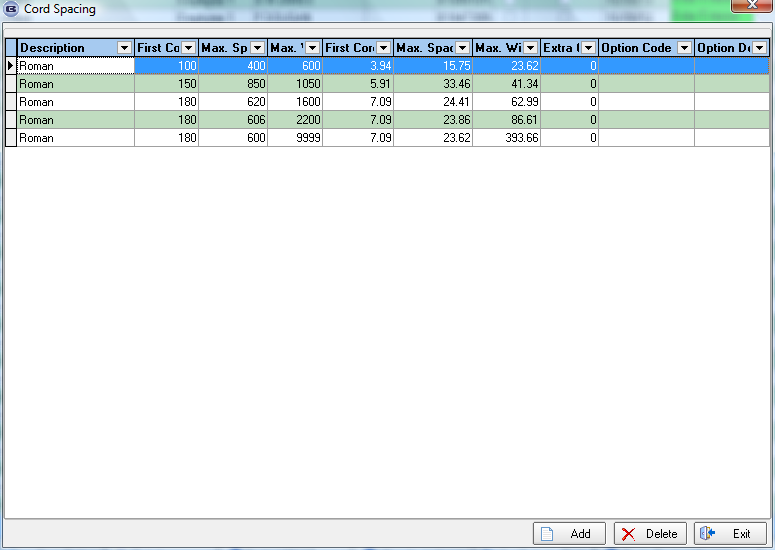 Cord Spacing
Description First Co Max. Sp Max. First Cor Max. Spac Max. Wi Extra Option Code Option De
Roman 100 400 600 3.94 15.75 23.62 0
Roman 150 850 1050 5.91 33.46 41.34 0
Roman 180 620 1600 7.09 24.41 62.99 0
Roman 180 606 2200 7.09 23.86 86.61 0
Roman 180 600 9999 7.09 23.62 393.66 0
Add Delete Exit